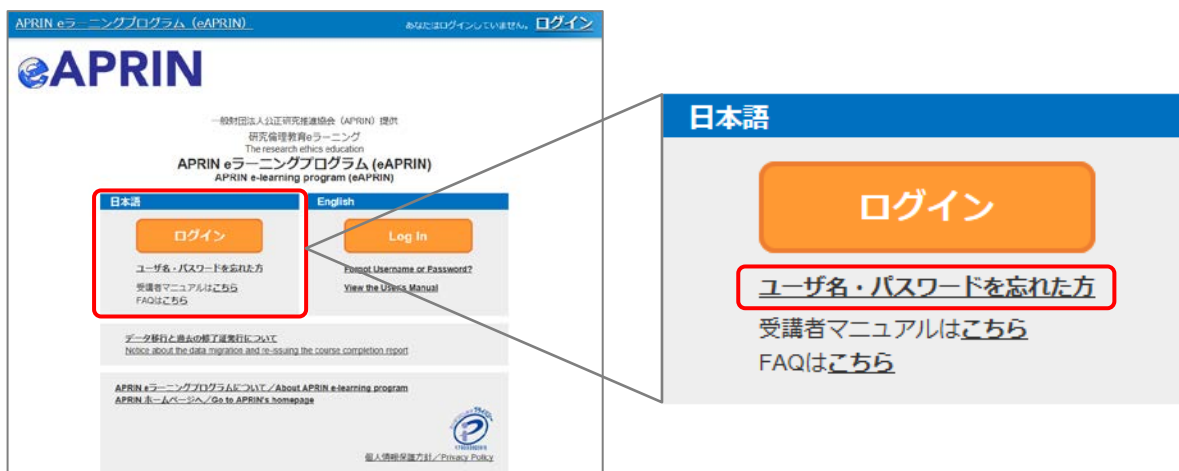 APRIN eラーニングプログラム（eAPRIN）
あなたはログインしていません。 ログイン
eAPRIN
一般財団法人公正研究推進協会（APRIN）提供
研究倫理教育eラーニング
The research ethics education
APRIN eラーニングプログラム (eAPRIN)
APRIN e-learning program (eAPRIN)
日本語
ログイン
ユーザ名・パスワードを忘れた方
受講者マニュアルはこちら
FAQはこちら
English
Log In
Forgot Username or Password?
View the Users Manual
データ移行と過去の修了証発行について
Notice about the data migration and re-issuing the course completion report
APRIN eラーニングプログラムについて／About APRIN e-learning program
APRIN ホームページへ／Go to APRIN's homepage
個人情報保護方針／Privacy Policy
日本語
ログイン
ユーザ名・パスワードを忘れた方
受講者マニュアルはこちら
FAQはこちら